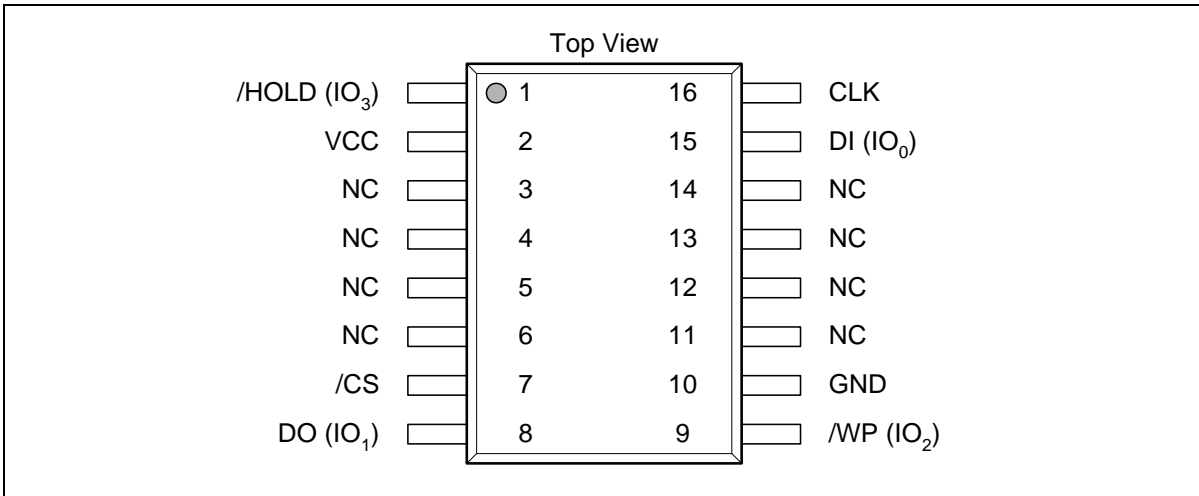 Top View
/HOLD (IO₃) 1 16 CLK
VCC 2 15 DI (IO₀)
NC 3 14 NC
NC 4 13 NC
NC 5 12 NC
NC 6 11 NC
/CS 7 10 GND
DO (IO₁) 8 9 /WP (IO₂)